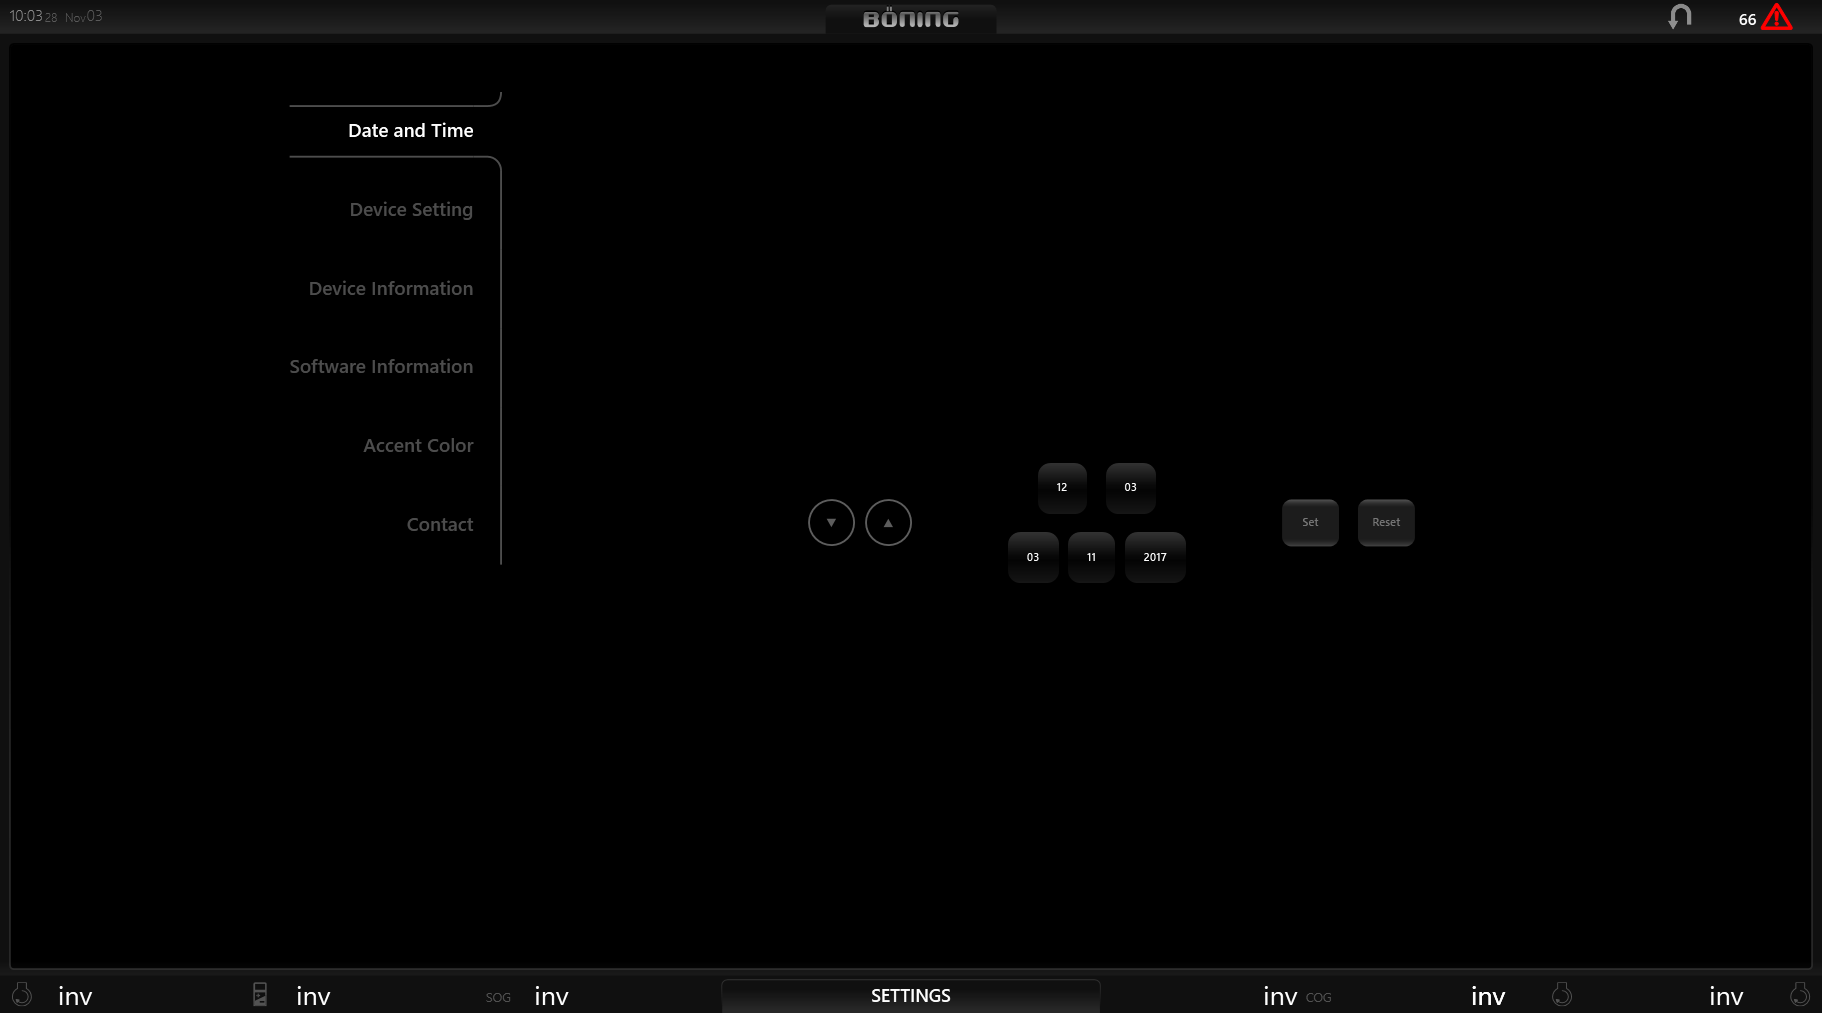 10:03 28 Nov 03
BÖNING
66
Date and Time
Device Setting
Device Information
Software Information
Accent Color
Contact
12 03
▼ ▲
Set Reset
03 11 2017
inv
inv
SOG inv
SETTINGS
inv COG
inv
inv